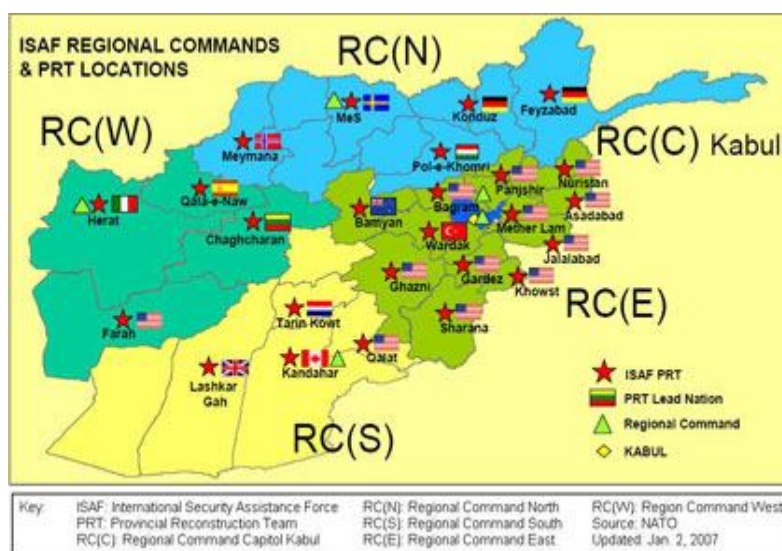 ISAF REGIONAL COMMANDS
& PRT LOCATIONS
RC(N)
RC(W)
RC(C) Kabul
MeS
Konduz
Feyzabad
Meymana
Pol-e-Khomri
Panjshir
Nuristan
Qala-e-Naw
Bagram
Asadabad
Herat
Bamyan
Mether Lam
Chaghcharan
Wardak
Jalalabad
Ghazni
Gardez
Khowst
RC(E)
Farah
Tarin Kowt
Sharana
Qalat
Kandahar
Lashkar
Gah
RC(S)
ISAF PRT
PRT Lead Nation
Regional Command
KABUL
Key: ISAF: International Security Assistance Force RC(N): Regional Command North RC(W): Region Command West
PRT: Provincial Reconstruction Team RC(S): Regional Command South Source: NATO
RC(C): Regional Command Capitol Kabul RC(E): Regional Command East Updated: Jan. 2, 2007